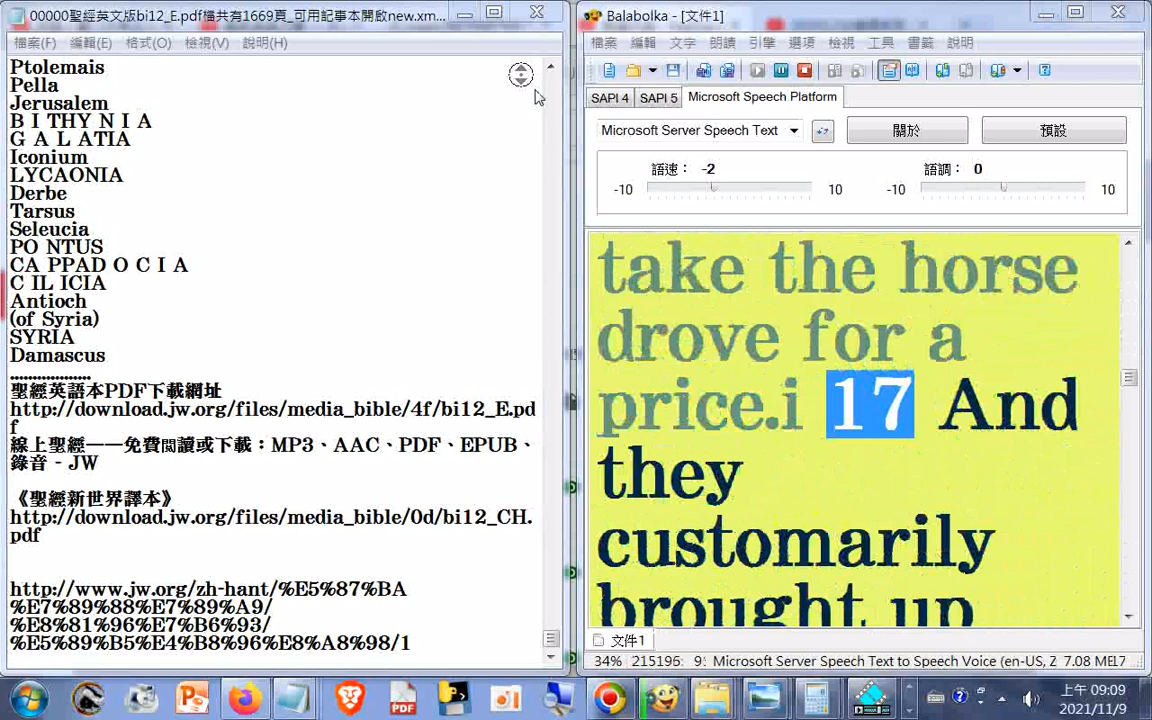 00000聖經英文版bi12_E.pdf檔共有1669頁_可用記事本開啟new.xm...
檔案(F) 編輯(E) 格式(O) 檢視(V) 說明(H)
Ptolemais
Pella
Jerusalem
B I THY N I A
G A L ATIA
Iconium
LYCAONIA
Derbe
Tarsus
Seleucia
PO NTUS
CA PPAD O C I A
C IL ICIA
Antioch
(of Syria)
SYRIA
Damascus
..................
聖經英語本PDF下載網址
http://download.jw.org/files/media_bible/4f/bi12_E.pd
f
線上聖經——免費閱讀或下載：MP3、AAC、PDF、EPUB、
錄音 - JW
《聖經新世界譯本》
http://download.jw.org/files/media_bible/0d/bi12_CH.
pdf
http://www.jw.org/zh-hant/%E5%87%BA
%E7%89%88%E7%89%A9/
%E8%81%96%E7%B6%93/
%E5%89%B5%E4%B8%96%E8%A8%98/1
Balabolka - [文件1]
檔案 編輯 文字 朗讀 引擎 選項 檢視 工具 書籤 說明
SAPI 4 SAPI 5 Microsoft Speech Platform
Microsoft Server Speech Text 關於 預設
語速： -2 語調： 0
-10 10 -10 10
take the horse
drove for a
price.i 17 And
they
customarily
brought up
文件1
34% 215196: 9: Microsoft Server Speech Text to Speech Voice (en-US, Z 7.08 ME
PDF
上午 09:09
2021/11/9